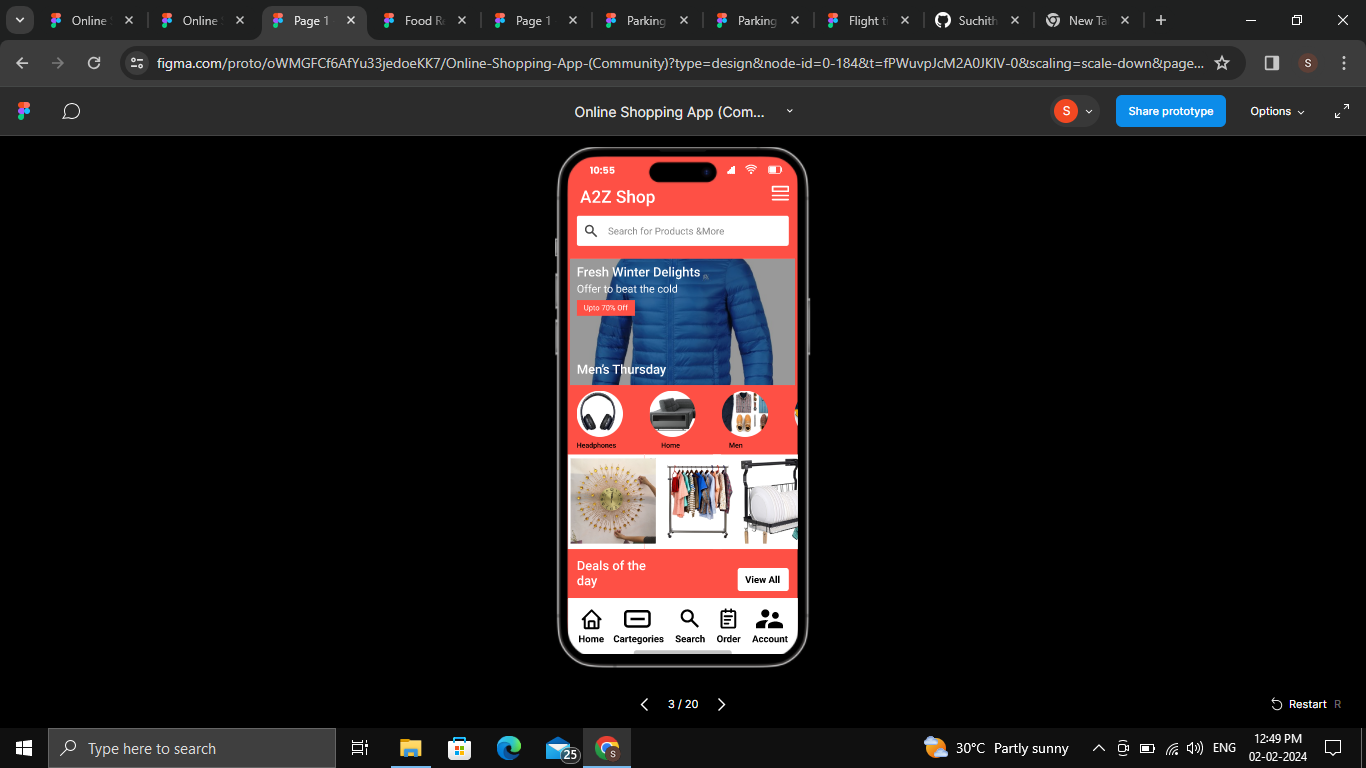 Online S
Online S
Page 1
Food Re
Page 1
Parking
Parking
Flight ti
Suchith
New Ta
figma.com/proto/oWMGFCf6AfYu33jedoeKK7/Online-Shopping-App-(Community)?type=design&node-id=0-184&t=fPWuvpJcM2A0JKlV-0&scaling=scale-down&page...
S
Online Shopping App (Com...
S
Share prototype
Options
10:55
A2Z Shop
Search for Products &More
Fresh Winter Delights
Offer to beat the cold
Upto 70% Off
Men's Thursday
Headphones
Home
Men
Deals of the
day
View All
Home
Cartegories
Search
Order
Account
3 / 20
Restart R
Type here to search
25
S
30°C Partly sunny
ENG
12:49 PM
02-02-2024